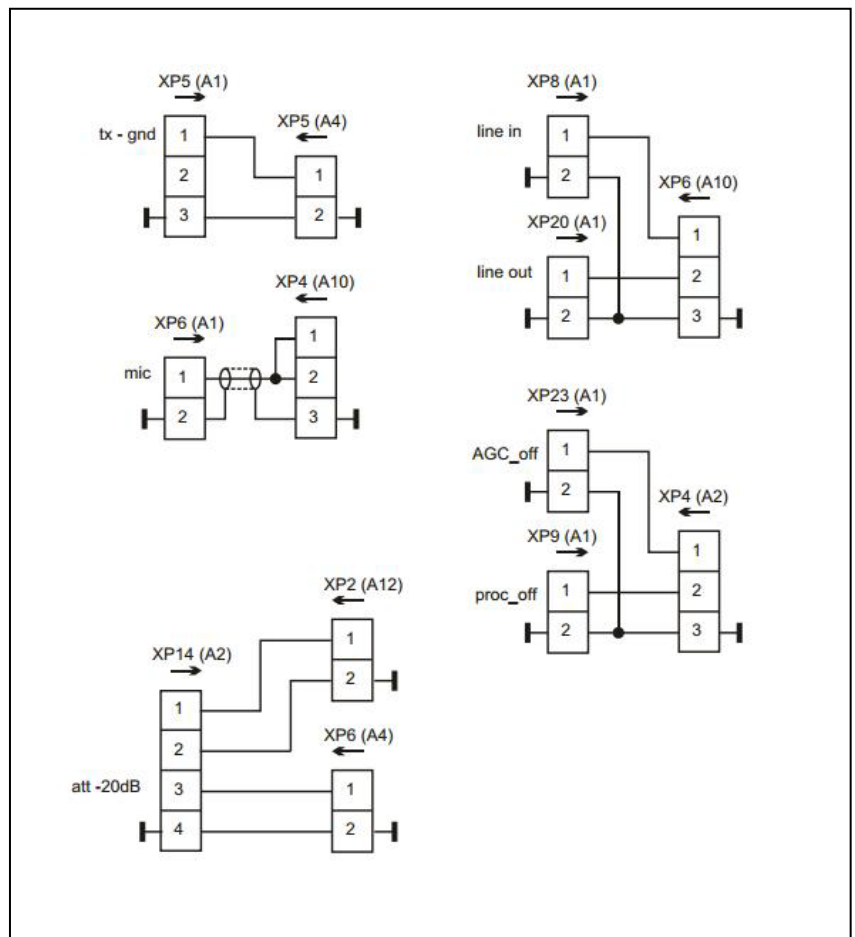 XP5 (A1)
XP5 (A4)
tx - gnd
1
2
3
1
2
XP4 (A10)
XP6 (A1)
mic
1
2
1
2
3
XP2 (A12)
XP14 (A2)
att -20dB
1
2
3
4
1
2
XP6 (A4)
1
2
XP8 (A1)
line in
1
2
XP6 (A10)
XP20 (A1)
line out
1
2
1
2
3
XP23 (A1)
AGC_off
1
2
XP4 (A2)
XP9 (A1)
proc_off
1
2
1
2
3